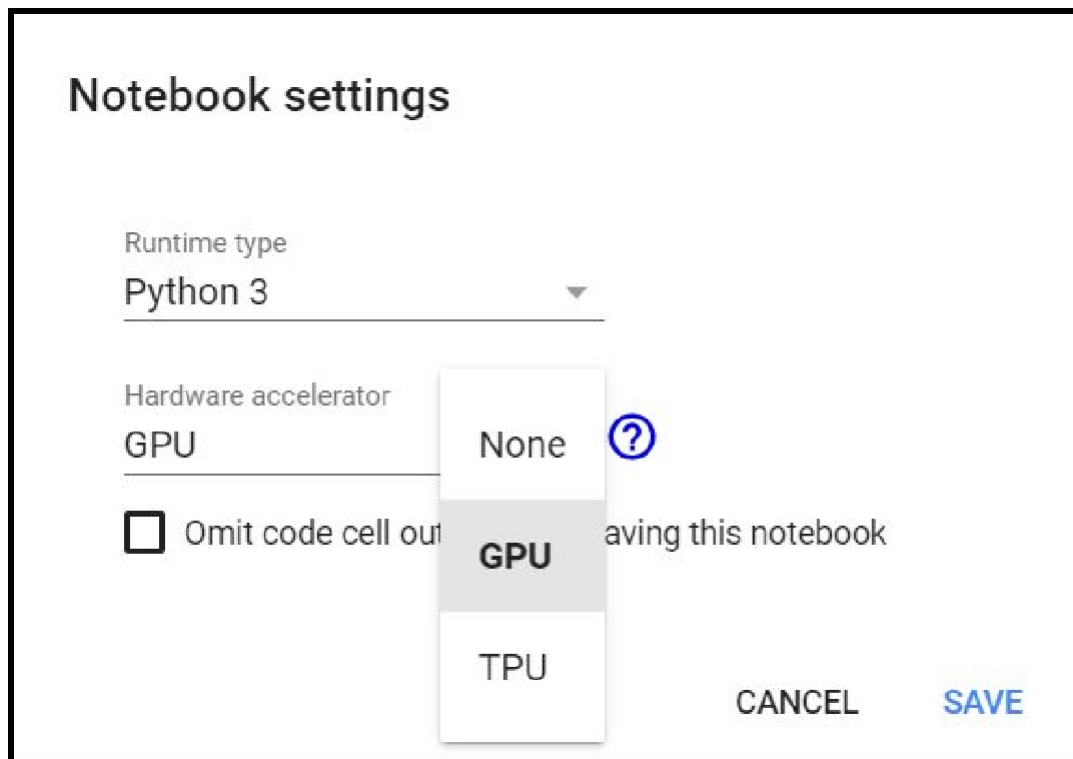 Notebook settings
Runtime type
Python 3
Hardware accelerator
GPU
None
GPU
TPU
?
Omit code cell out aving this notebook
CANCEL SAVE